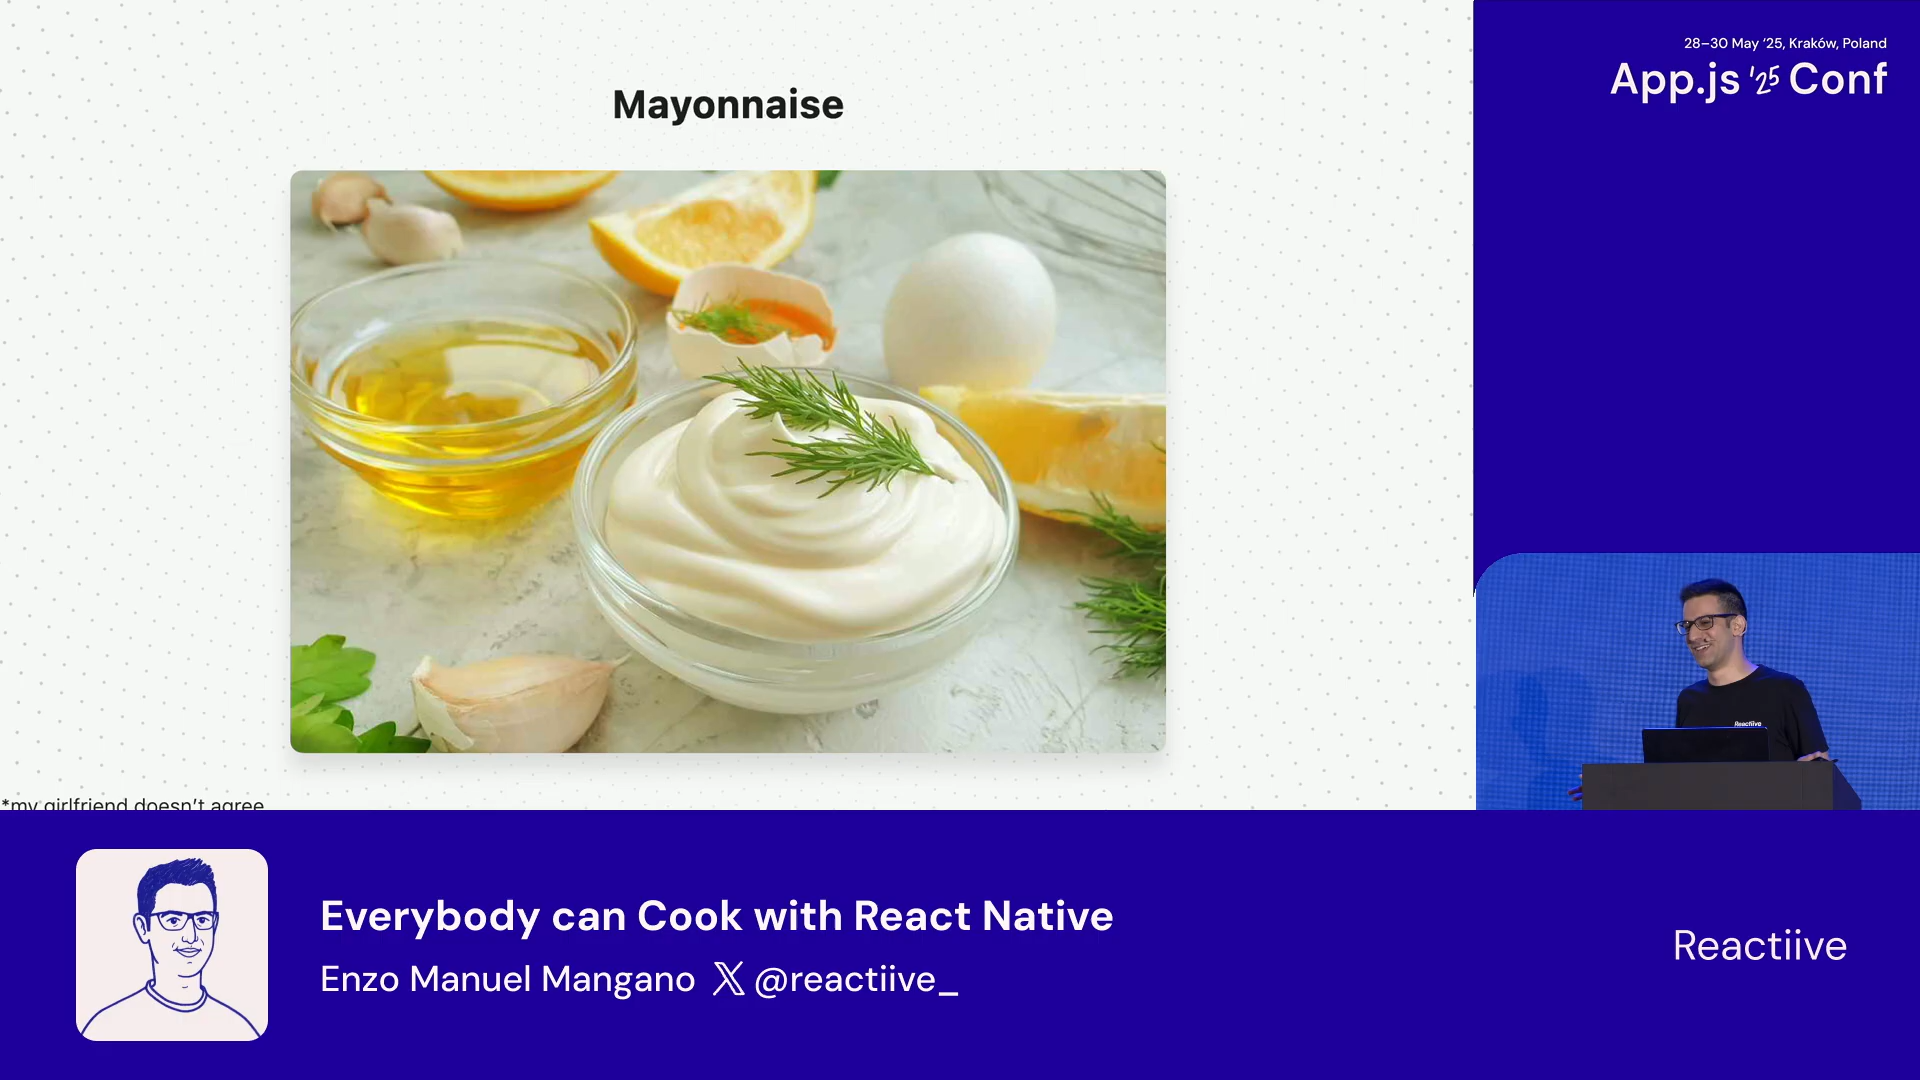 Mayonnaise
*my girlfriend doesn't agree
28–30 May '25, Kraków, Poland
App.js '25 Conf
Reactiive
Everybody can Cook with React Native
Enzo Manuel Mangano X @reactiive_
Reactiive